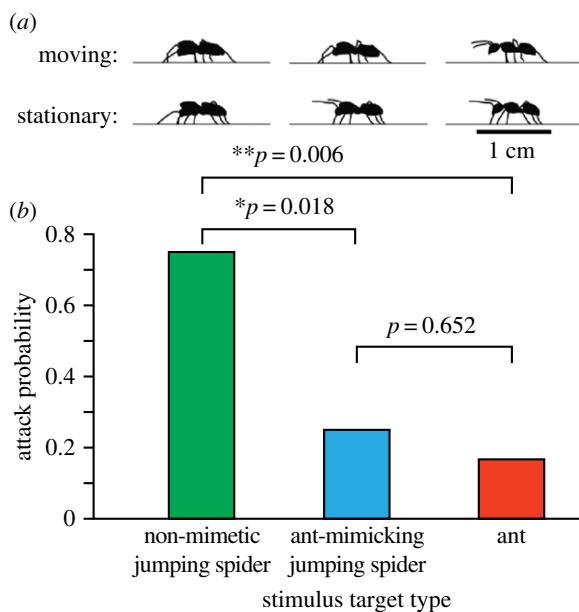 (a)
moving:
stationary:
1 cm
**p = 0.006
(b)
*p = 0.018
p = 0.652
0.8
0.6
0.4
0.2
0
attack probability
non-mimetic
jumping spider
ant-mimicking
jumping spider
ant
stimulus target type